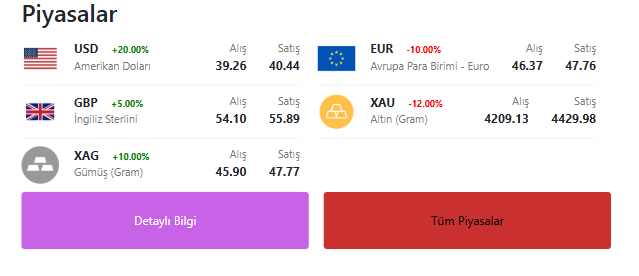 Piyasalar
USD +20.00% Alış Satış
Amerikan Doları 39.26 40.44
EUR -10.00% Alış Satış
Avrupa Para Birimi - Euro 46.37 47.76
GBP +5.00% Alış Satış
İngiliz Sterlini 54.10 55.89
XAU -12.00% Alış Satış
Altın (Gram) 4209.13 4429.98
XAG +10.00% Alış Satış
Gümüş (Gram) 45.90 47.77
Detaylı Bilgi
Tüm Piyasalar